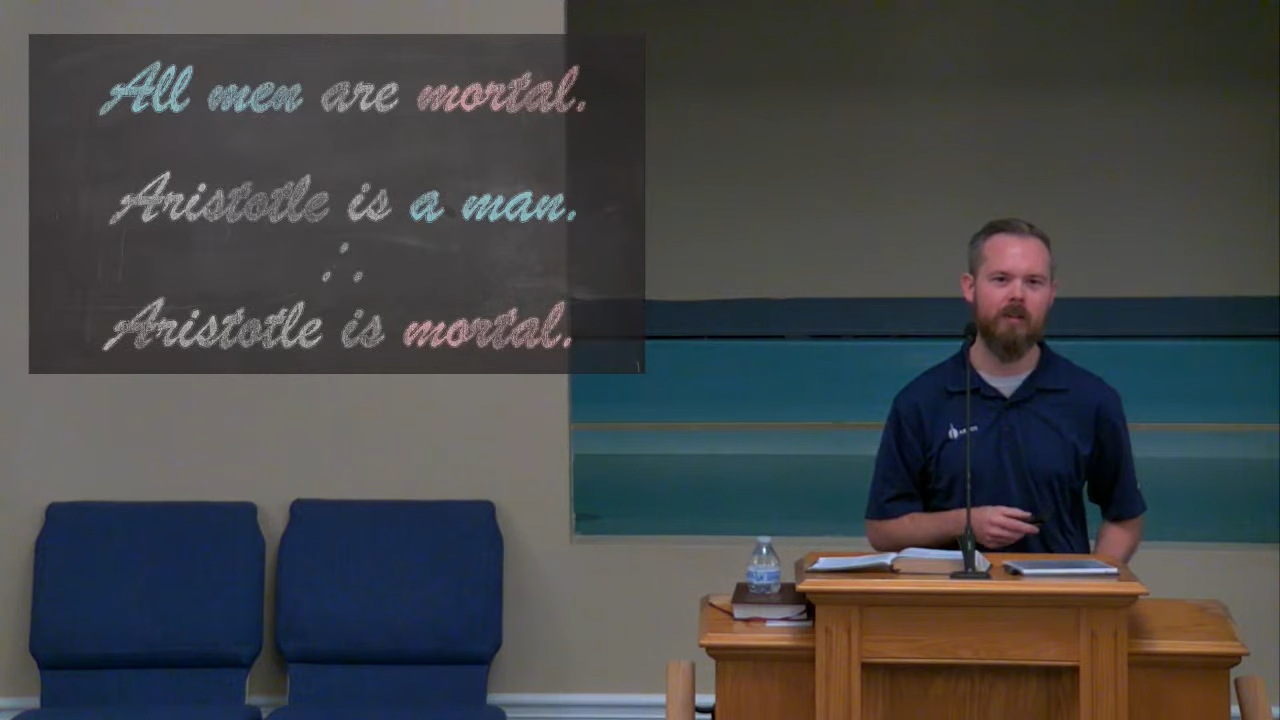 All men are mortal.
Aristotle is a man.
∴
Aristotle is mortal.